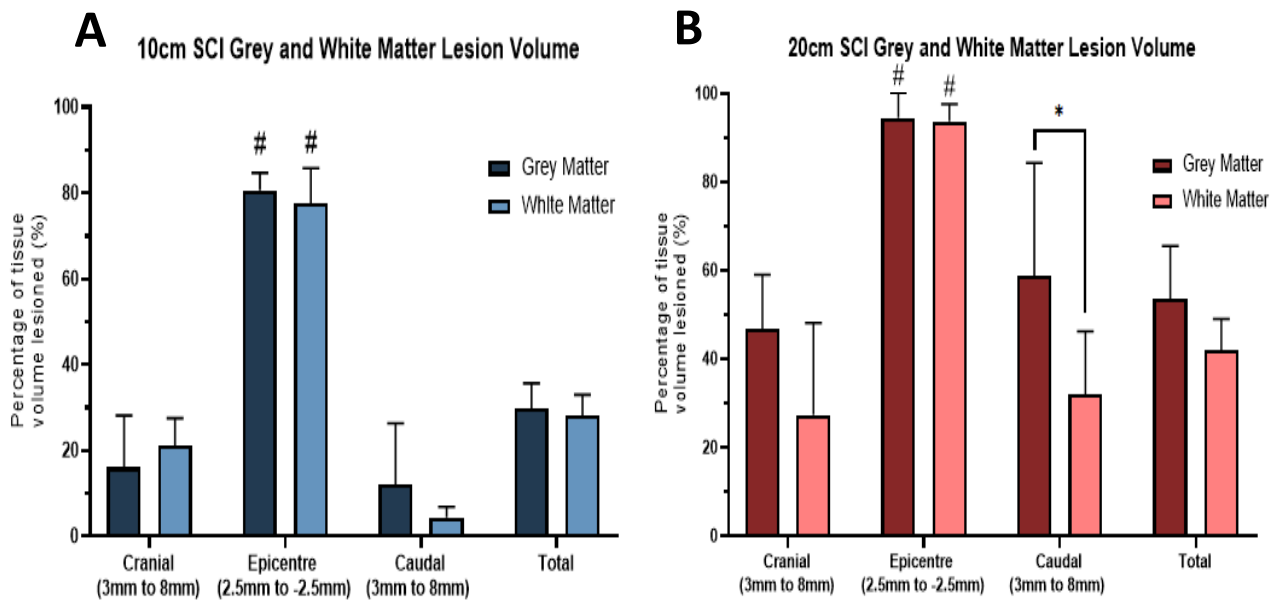 A
10cm SCI Grey and White Matter Lesion Volume
Percentage of tissue
volume lesioned (%)
100
80
60
40
20
0
#
#
Grey Matter
White Matter
Cranial
(3mm to 8mm)
Epicentre
(2.5mm to -2.5mm)
Caudal
(3mm to 8mm)
Total
B
20cm SCI Grey and White Matter Lesion Volume
Percentage of tissue
volume lesioned (%)
100
80
60
40
20
0
#
#
*
Grey Matter
White Matter
Cranial
(3mm to 8mm)
Epicentre
(2.5mm to -2.5mm)
Caudal
(3mm to 8mm)
Total